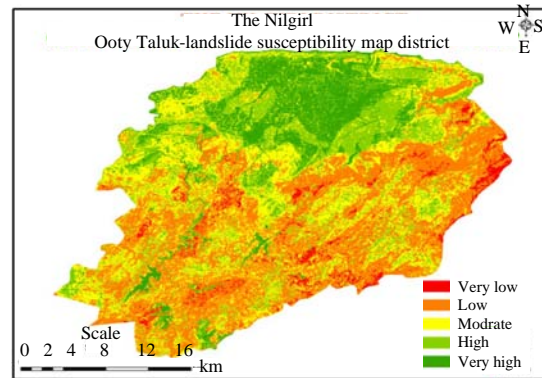 The Nilgirl
Ooty Taluk-landslide susceptibility map district
N
W S
E
Very low
Low
Modrate
High
Very high
Scale
0 2 4 8 12 16
km